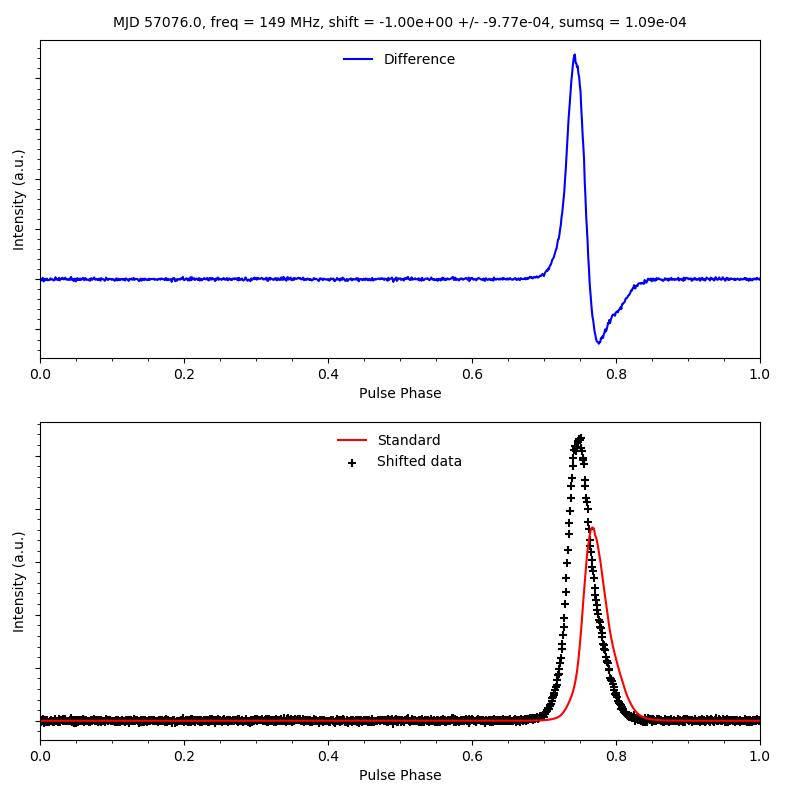 MJD 57076.0, freq = 149 MHz, shift = -1.00e+00 +/- -9.77e-04, sumsq = 1.09e-04
Difference
Intensity (a.u.)
0.0 0.2 0.4 0.6 0.8 1.0
Pulse Phase
Standard
Shifted data
Intensity (a.u.)
0.0 0.2 0.4 0.6 0.8 1.0
Pulse Phase